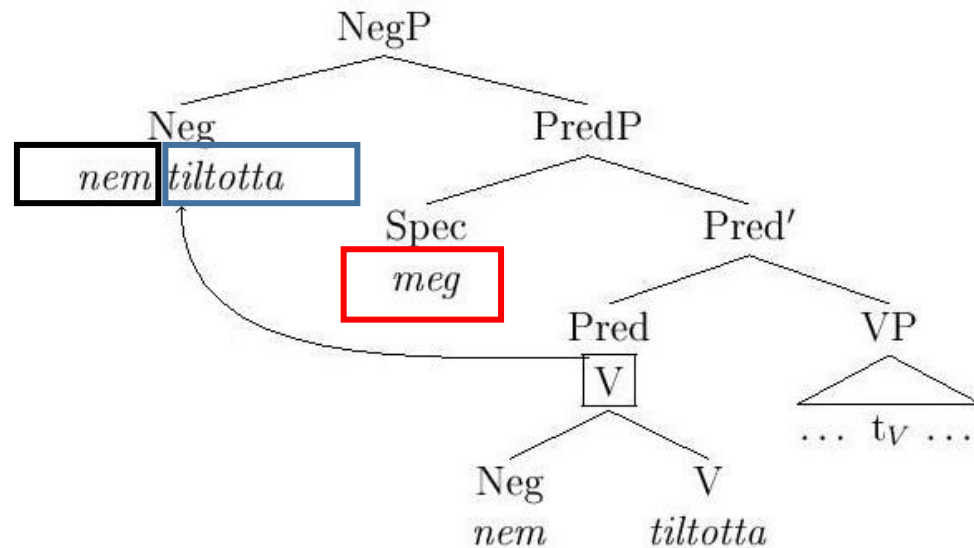 NegP
Neg PredP
nem tiltotta
Spec Pred′
meg
Pred VP
V
... t_V ...
Neg V
nem tiltotta